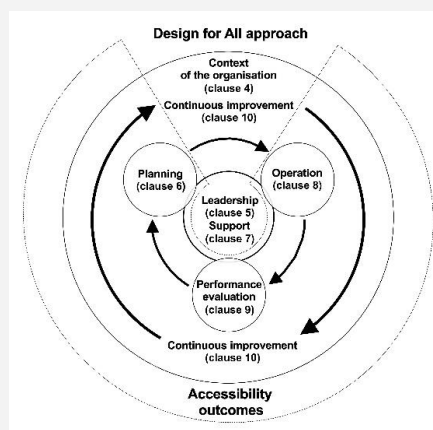 Design for All approach
Context
of the organisation
(clause 4)
Continuous improvement
(clause 10)
Planning
(clause 6)
Operation
(clause 8)
Leadership
(clause 5)
Support
(clause 7)
Performance
evaluation
(clause 9)
Continuous improvement
(clause 10)
Accessibility
outcomes